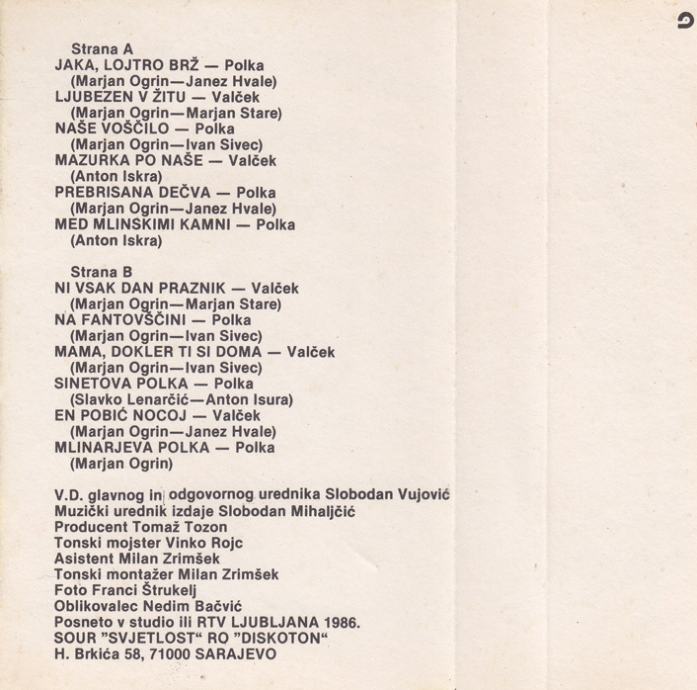 Strana A
JAKA, LOJTRO BRŽ — Polka
(Marjan Ogrin—Janez Hvale)
LJUBEZEN V ŽITU — Valček
(Marjan Ogrin—Marjan Stare)
NAŠE VOŠČILO — Polka
(Marjan Ogrin—Ivan Sivec)
MAZURKA PO NAŠE — Valček
(Anton Iskra)
PREBRISANA DEČVA — Polka
(Marjan Ogrin—Janez Hvale)
MED MLINSKIMI KAMNI — Polka
(Anton Iskra)
Strana B
NI VSAK DAN PRAZNIK — Valček
(Marjan Ogrin—Marjan Stare)
NA FANTOVŠČINI — Polka
(Marjan Ogrin—Ivan Sivec)
MAMA, DOKLER TI SI DOMA — Valček
(Marjan Ogrin—Ivan Sivec)
SINETOVA POLKA — Polka
(Slavko Lenarčić—Anton Isura)
EN POBIĆ NOCOJ — Valček
(Marjan Ogrin—Janez Hvale)
MLINARJEVA POLKA — Polka
(Marjan Ogrin)
V.D. glavnog in odgovornog urednika Slobodan Vujović
Muzički urednik izdaje Slobodan Mihaljčić
Producent Tomaž Tozon
Tonski mojster Vinko Rojc
Asistent Milan Zrimšek
Tonski montažer Milan Zrimšek
Foto Franci Štrukelj
Oblikovalec Nedim Bačvić
Posneto v studio ili RTV LJUBLJANA 1986.
SOUR ”SVJETLOST“ RO ”DISKOTON“
H. Brkića 58, 71000 SARAJEVO